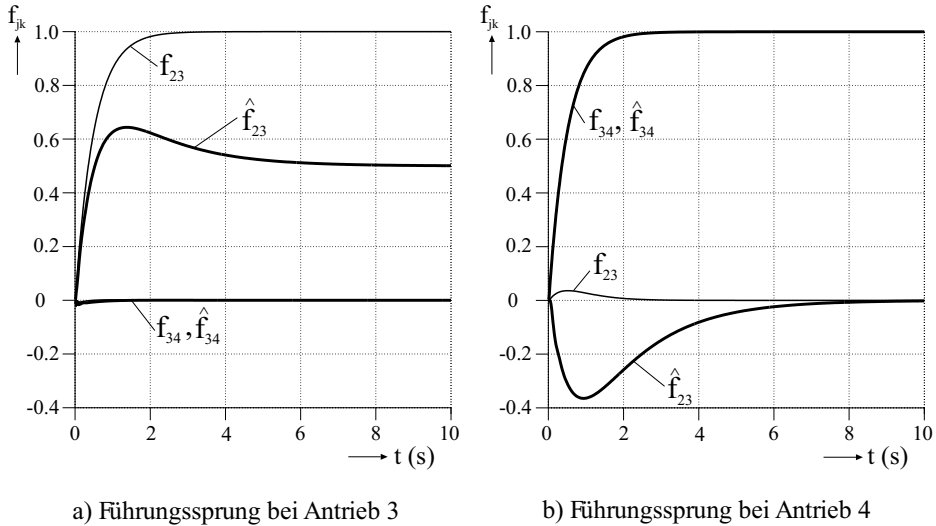 f_jk
1.0
0.8
0.6
0.4
0.2
0
-0.2
-0.4
f_23
f̂_23
f_34, f̂_34
0 2 4 6 8 10
t (s)
a) Führungssprung bei Antrieb 3
f_jk
1.0
0.8
0.6
0.4
0.2
0
-0.2
-0.4
f_34, f̂_34
f_23
f̂_23
0 2 4 6 8 10
t (s)
b) Führungssprung bei Antrieb 4